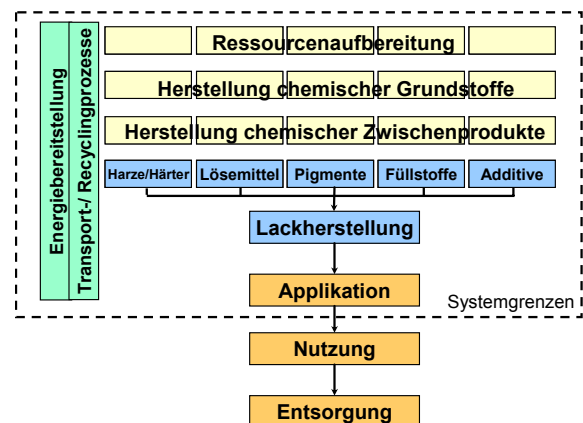 Energiebereitstellung
Transport-/ Recyclingprozesse
Ressourcenaufbereitung
Herstellung chemischer Grundstoffe
Herstellung chemischer Zwischenprodukte
Harze/Härter Lösemittel Pigmente Füllstoffe Additive
Lackherstellung
Applikation
Systemgrenzen
Nutzung
Entsorgung